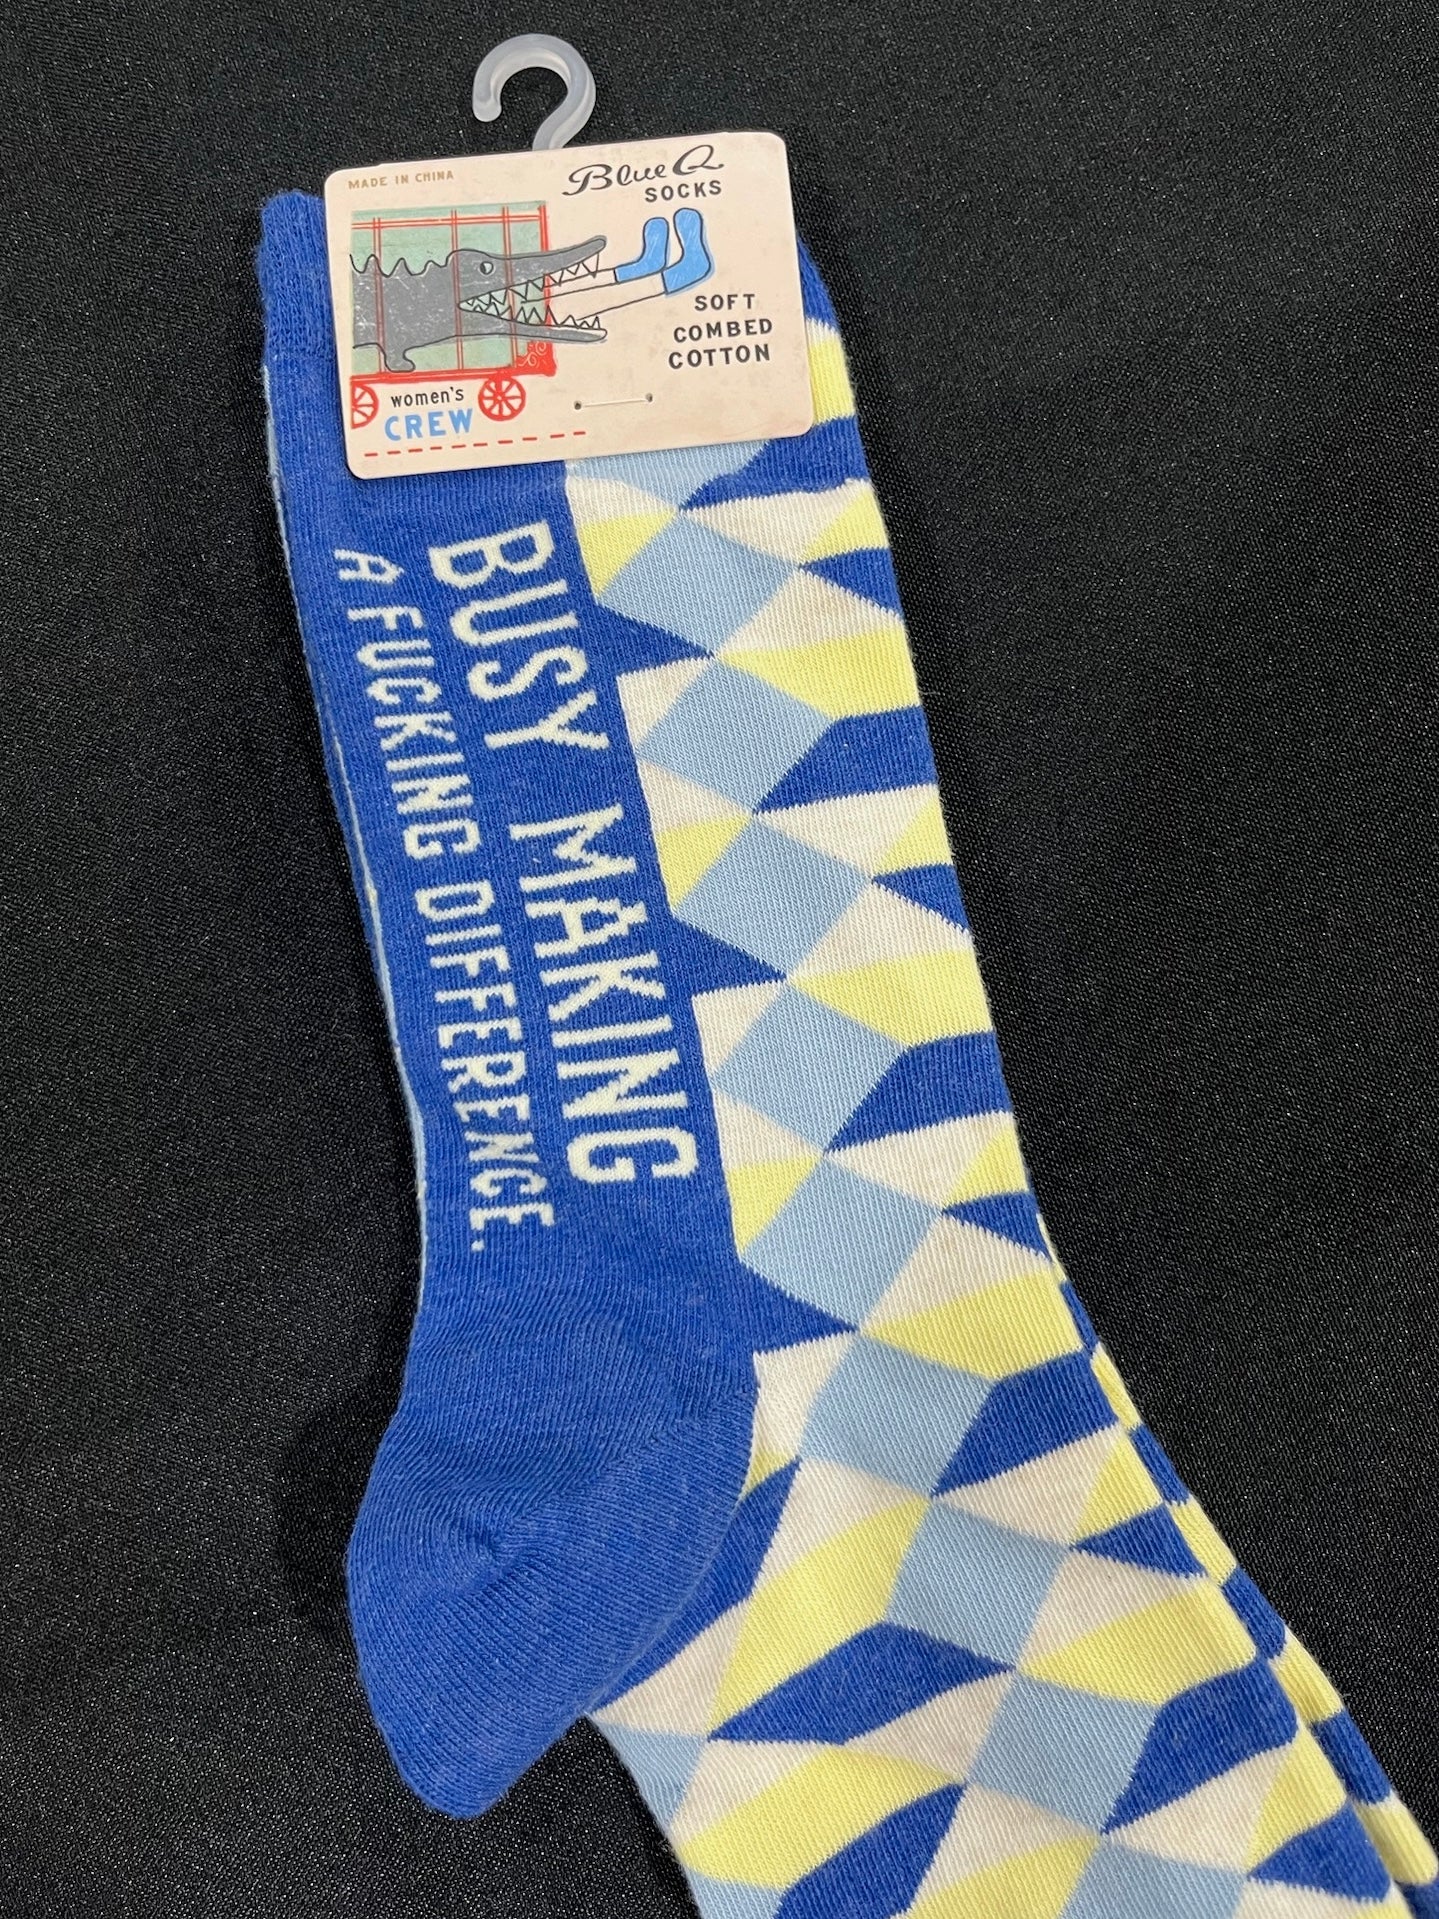 MADE IN CHINA
Blue Q
SOCKS
SOFT
COMBED
COTTON
women's
CREW
BUSY MAKING
A FUCKING DIFFERENCE.